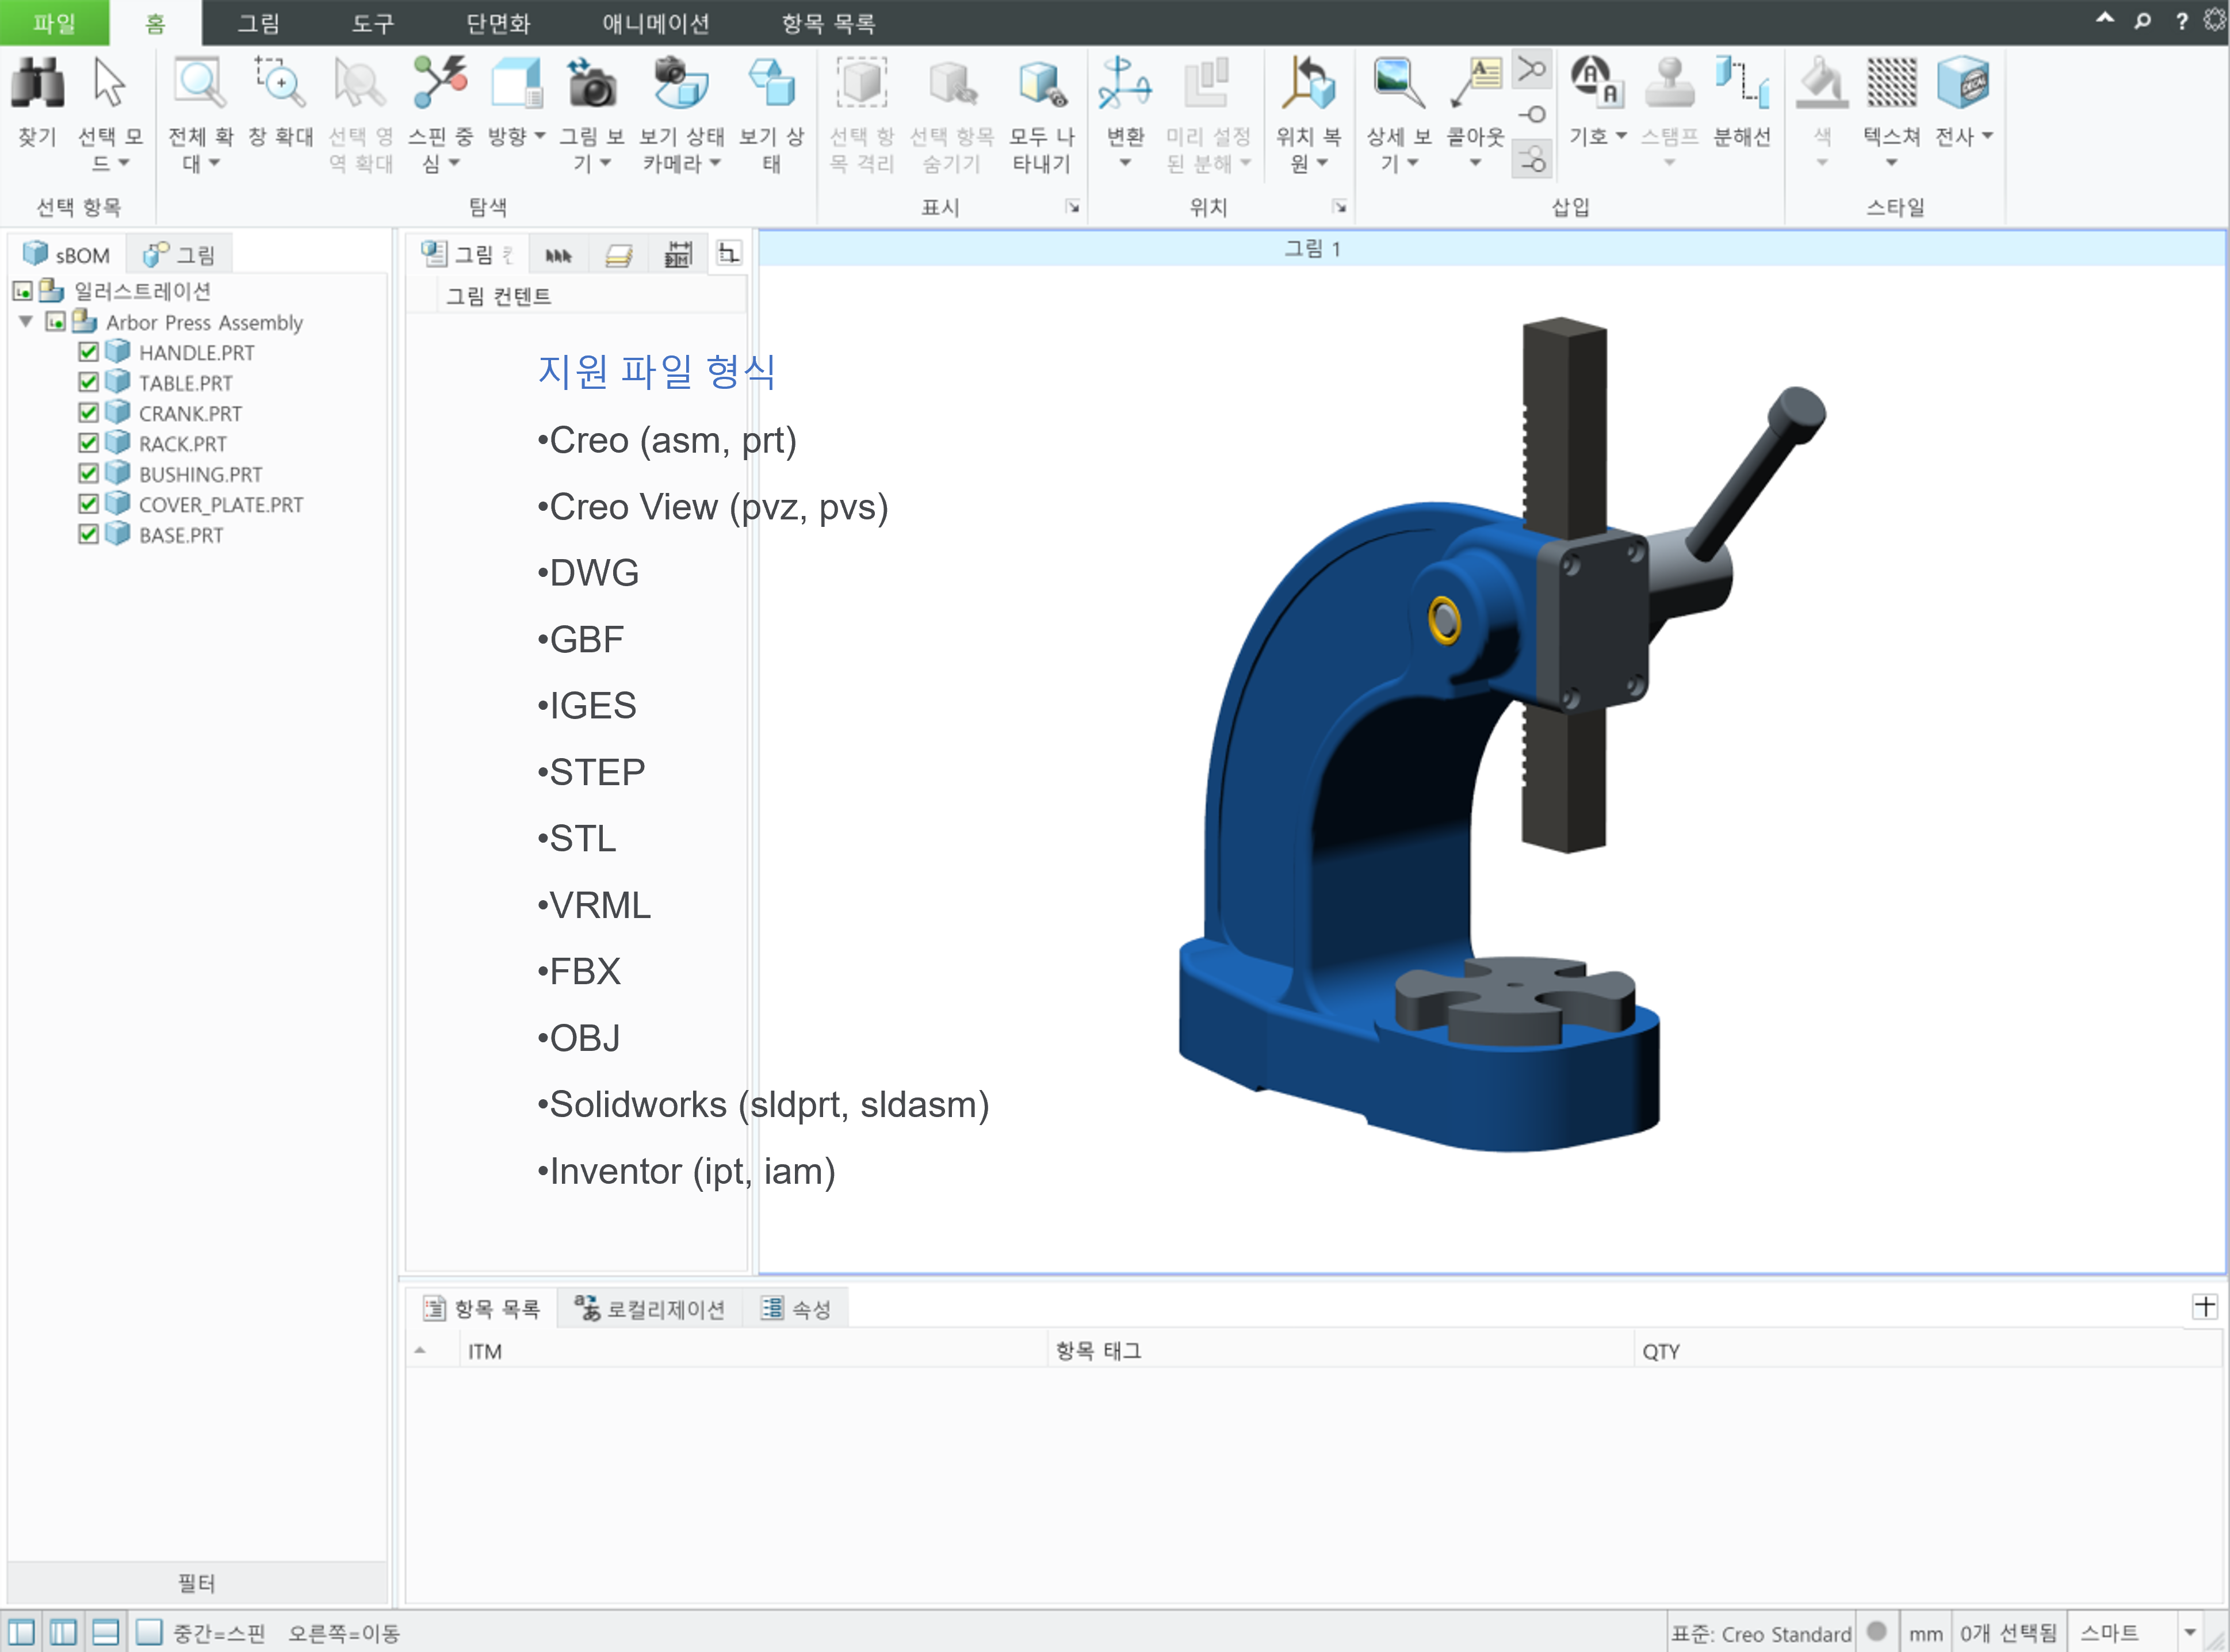 파일 홈 그림 도구 단면화 애니메이션 항목 목록
찾기 선택 모드 전체 확대 창 확대 선택 영역 확대 스핀 중심 방향 그림 보기 보기 상태 카메라 보기 상태 선택 항목 격리 선택 항목 숨기기 모두 나타내기 변환 미리 설정된 분해 위치 복원 상세 보기 콜아웃 기호 스탬프 분해선 색 텍스쳐 전사
선택 항목 탐색 표시 위치 삽입 스타일
sBOM 그림
그림
그림 1
일러스트레이션
Arbor Press Assembly
HANDLE.PRT
TABLE.PRT
CRANK.PRT
RACK.PRT
BUSHING.PRT
COVER_PLATE.PRT
BASE.PRT
필터
그림 컨텐트
지원 파일 형식
•Creo (asm, prt)
•Creo View (pvz, pvs)
•DWG
•GBF
•IGES
•STEP
•STL
•VRML
•FBX
•OBJ
•Solidworks (sldprt, sldasm)
•Inventor (ipt, iam)
항목 목록 로컬리제이션 속성
ITM 항목 태그 QTY
중간=스핀 오른쪽=이동 표준: Creo Standard mm 0개 선택됨 스마트